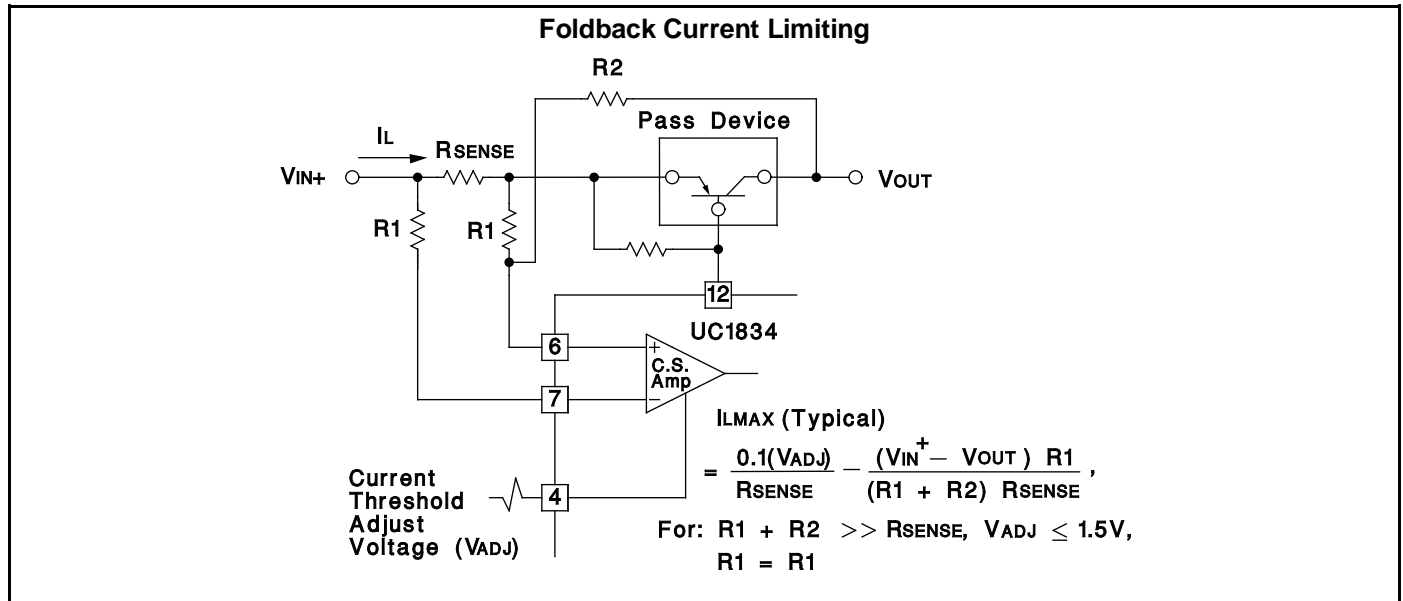 Foldback Current Limiting
R2
Pass Device
IL
RSENSE
VIN+
VOUT
R1
R1
12
UC1834
6
+
C.S.
Amp
7
−
ILMAX (Typical)
= 0.1(VADJ) / RSENSE − (VIN+ − VOUT) R1 / (R1 + R2) RSENSE ,
Current
Threshold
Adjust
Voltage (VADJ)
4
For: R1 + R2 >> RSENSE, VADJ ≤ 1.5V,
R1 = R1